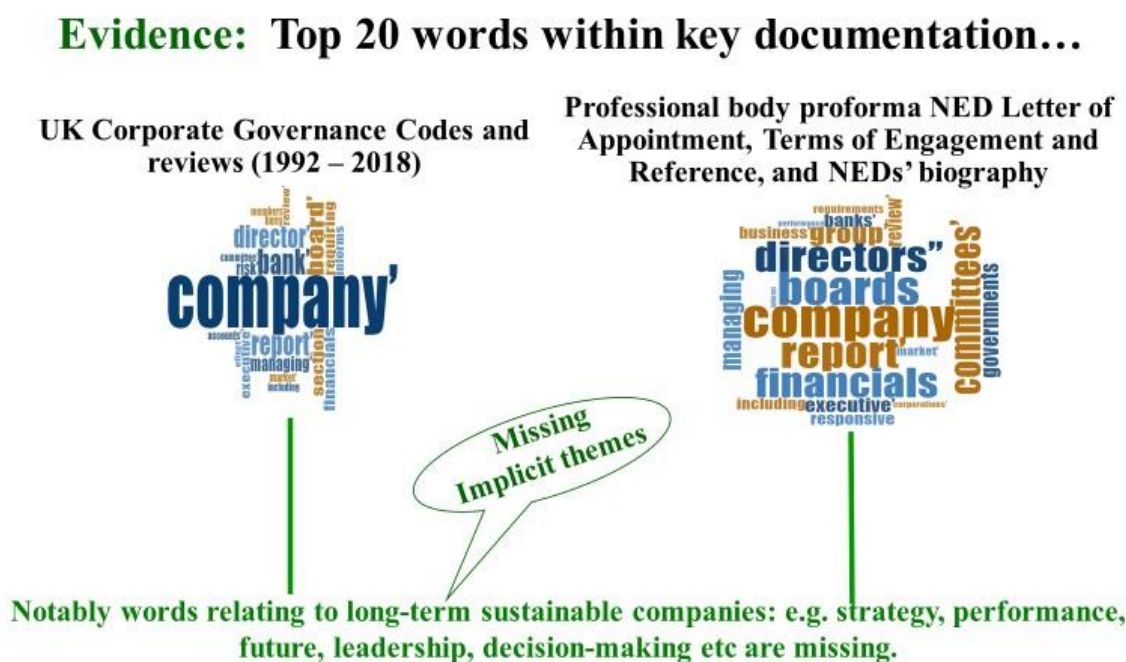 Evidence: Top 20 words within key documentation…
UK Corporate Governance Codes and
reviews (1992 – 2018)
Professional body proforma NED Letter of
Appointment, Terms of Engagement and
Reference, and NEDs' biography
members
review'
board'
requiring
informs
director'
committee
risk
bank'
company'
accounts'
report'
executive
managing'
section
financials
market'
including
requirements
performance
banks'
review'
business
group'
directors''
boards
managing
company
committees'
governments
report'
market'
financials
including
executive'
corporations'
responsive
Missing
Implicit themes
Notably words relating to long-term sustainable companies: e.g. strategy, performance,
future, leadership, decision-making etc are missing.